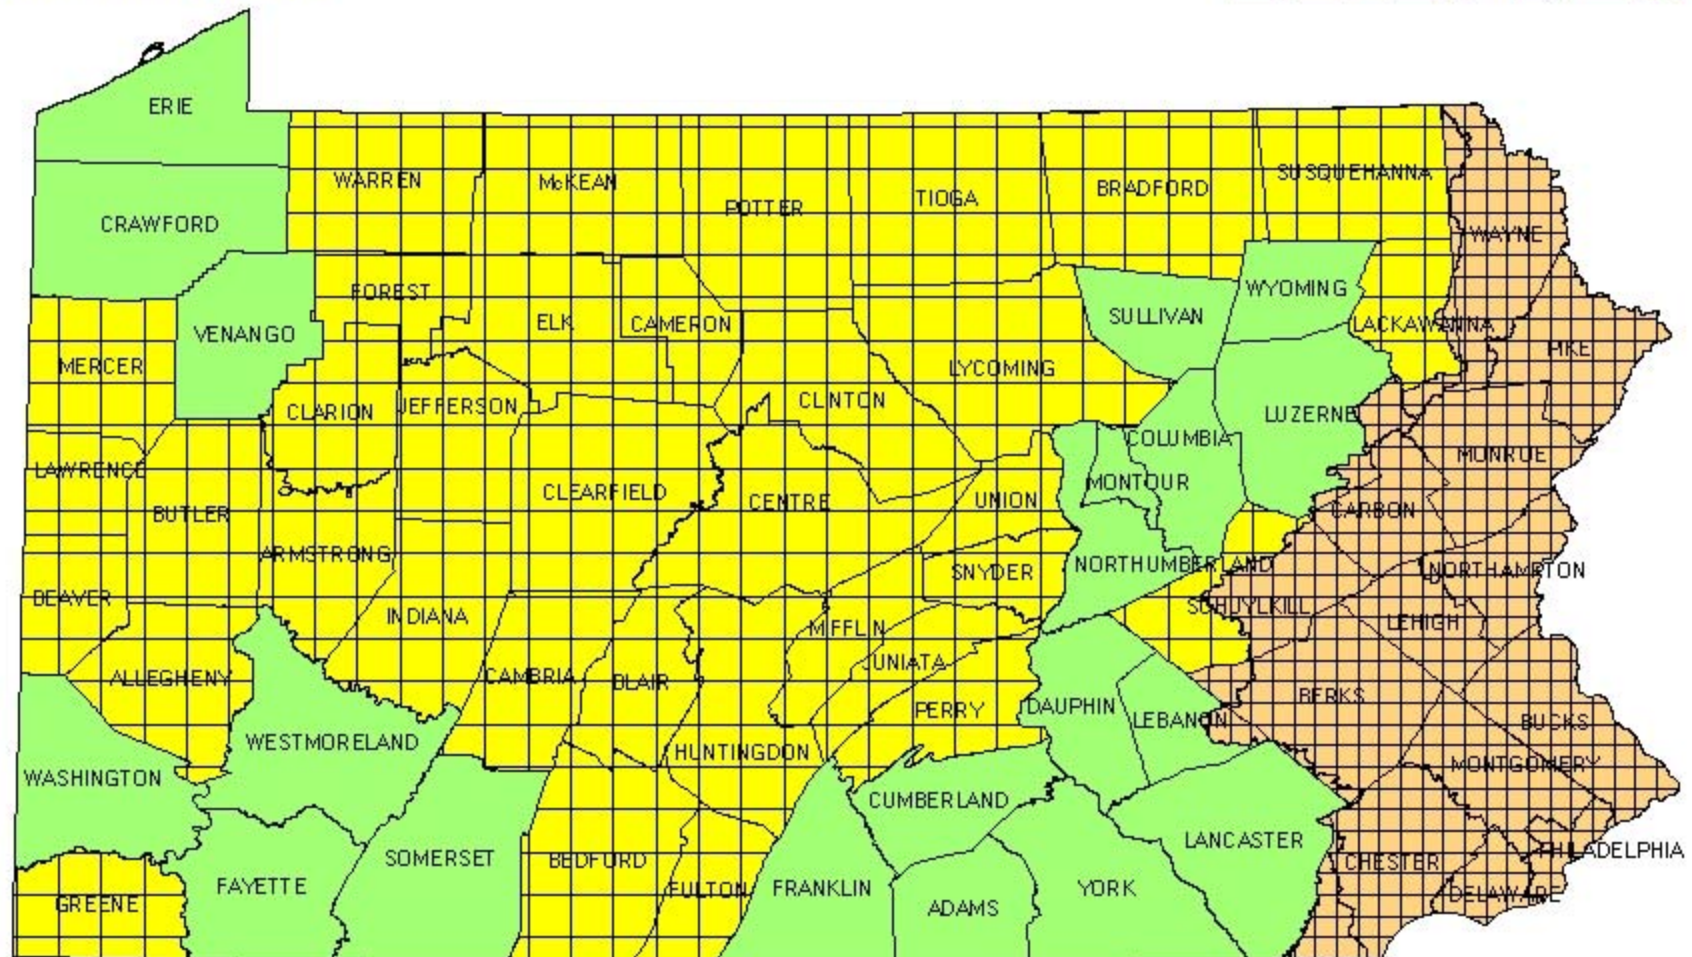 ERIE
WARREN
McKEAN
POTTER
TIOGA
BRADFORD
SUSQUEHANNA
CRAWFORD
WAYNE
FOREST
WYOMING
VENANGO
ELK
CAMERON
SULLIVAN
LACKAWANNA
PIKE
MERCER
LYCOMING
CLARION
JEFFERSON
CLINTON
LUZERNE
COLUMBIA
MONROE
LAWRENCE
CLEARFIELD
CENTRE
UNION
MONTOUR
CARBON
BUTLER
ARMSTRONG
SNYDER
NORTHUMBERLAND
NORTHAMPTON
BEAVER
INDIANA
MIFFLIN
SCHUYLKILL
LEHIGH
ALLEGHENY
CAMBRIA
BLAIR
JUNIATA
BERKS
PERRY
DAUPHIN
LEBANON
BUCKS
WESTMORELAND
HUNTINGDON
MONTGOMERY
WASHINGTON
CUMBERLAND
LANCASTER
SOMERSET
BEDFORD
CHESTER
PHILADELPHIA
FAYETTE
FULTON
FRANKLIN
YORK
DELAWARE
GREENE
ADAMS